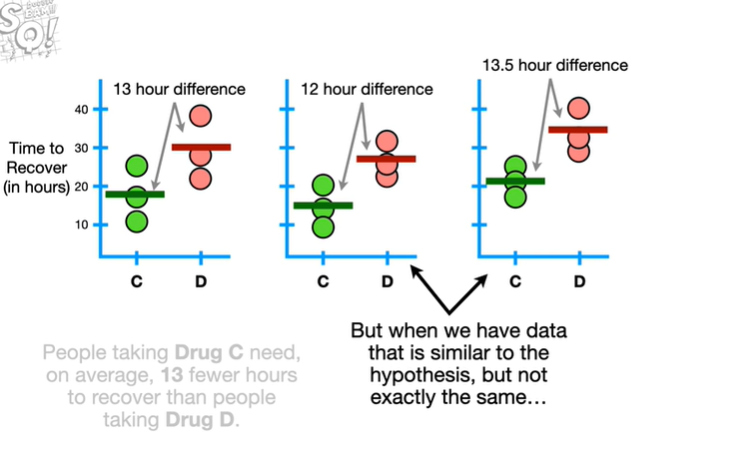 STAT
QUEST!
13 hour difference
12 hour difference
13.5 hour difference
Time to
Recover
(in hours)
40
30
20
10
C D
C D
C D
People taking Drug C need,
on average, 13 fewer hours
to recover than people
taking Drug D.
But when we have data
that is similar to the
hypothesis, but not
exactly the same…